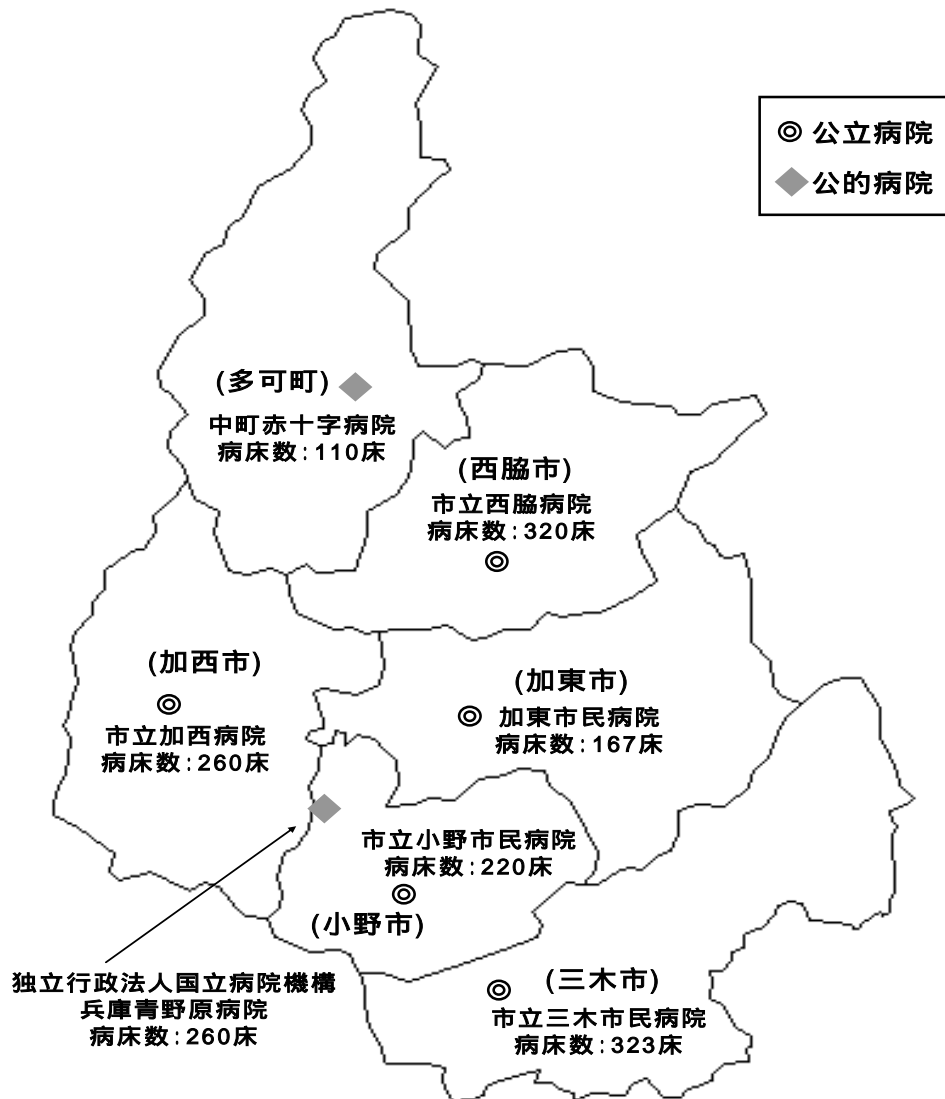 ◎ 公立病院
◆公的病院
(多可町)
中町赤十字病院
病床数:110床
(西脇市)
市立西脇病院
病床数:320床
(加西市)
市立加西病院
病床数:260床
(加東市)
加東市民病院
病床数:167床
市立小野市民病院
病床数:220床
(小野市)
独立行政法人国立病院機構
兵庫青野原病院
病床数:260床
(三木市)
市立三木市民病院
病床数:323床